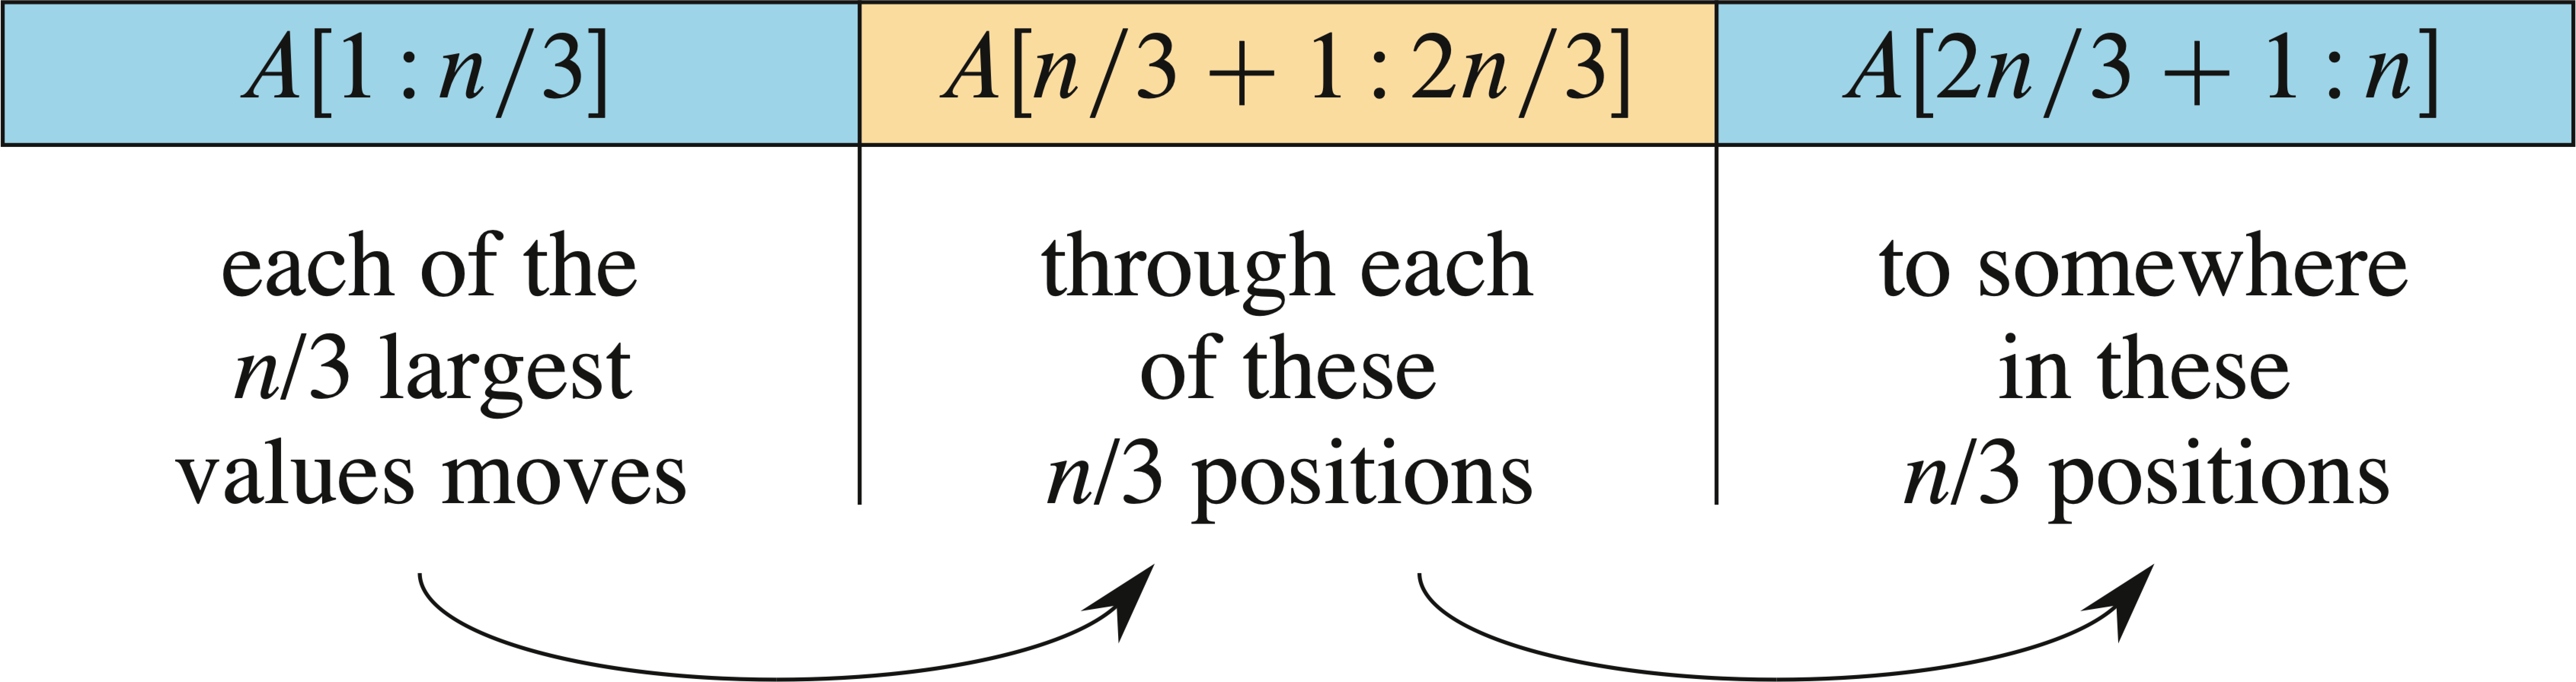 A[1 : n/3]
A[n/3 + 1 : 2n/3]
A[2n/3 + 1 : n]
each of the
n/3 largest
values moves
through each
of these
n/3 positions
to somewhere
in these
n/3 positions